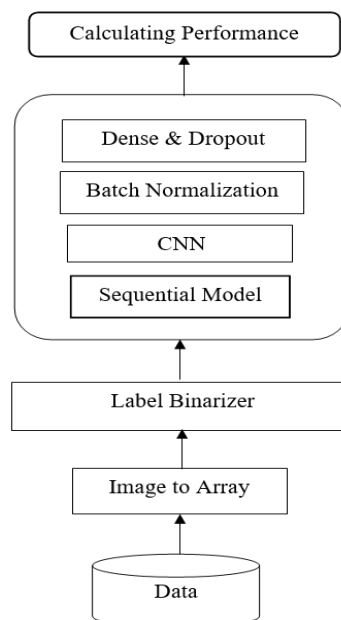 Calculating Performance
Dense & Dropout
Batch Normalization
CNN
Sequential Model
Label Binarizer
Image to Array
Data